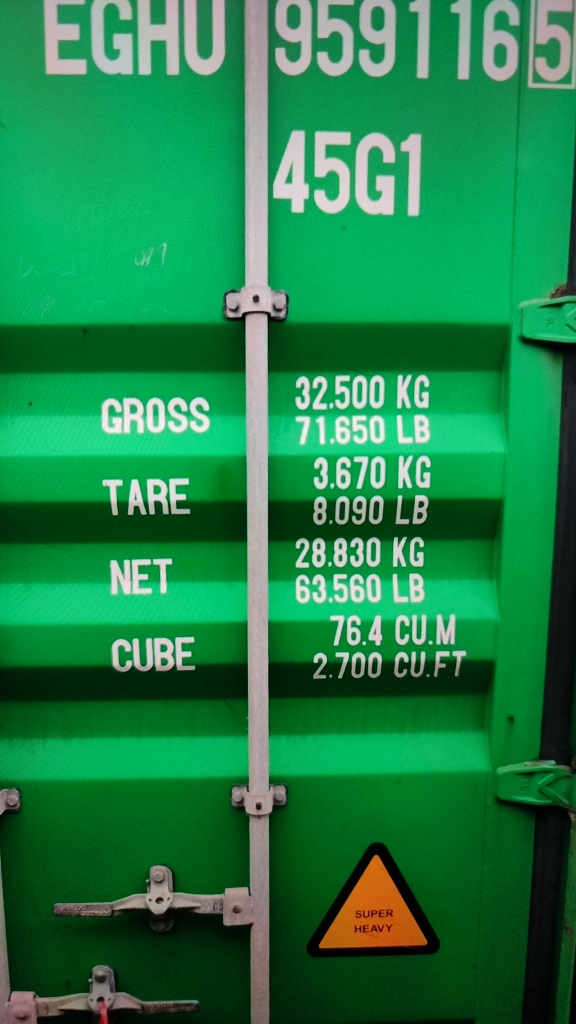 EGHU 959116 5
45G1
GROSS 32.500 KG
71.650 LB
TARE 3.670 KG
8.090 LB
NET 28.830 KG
63.560 LB
CUBE 76.4 CU.M
2.700 CU.FT
SUPER
HEAVY